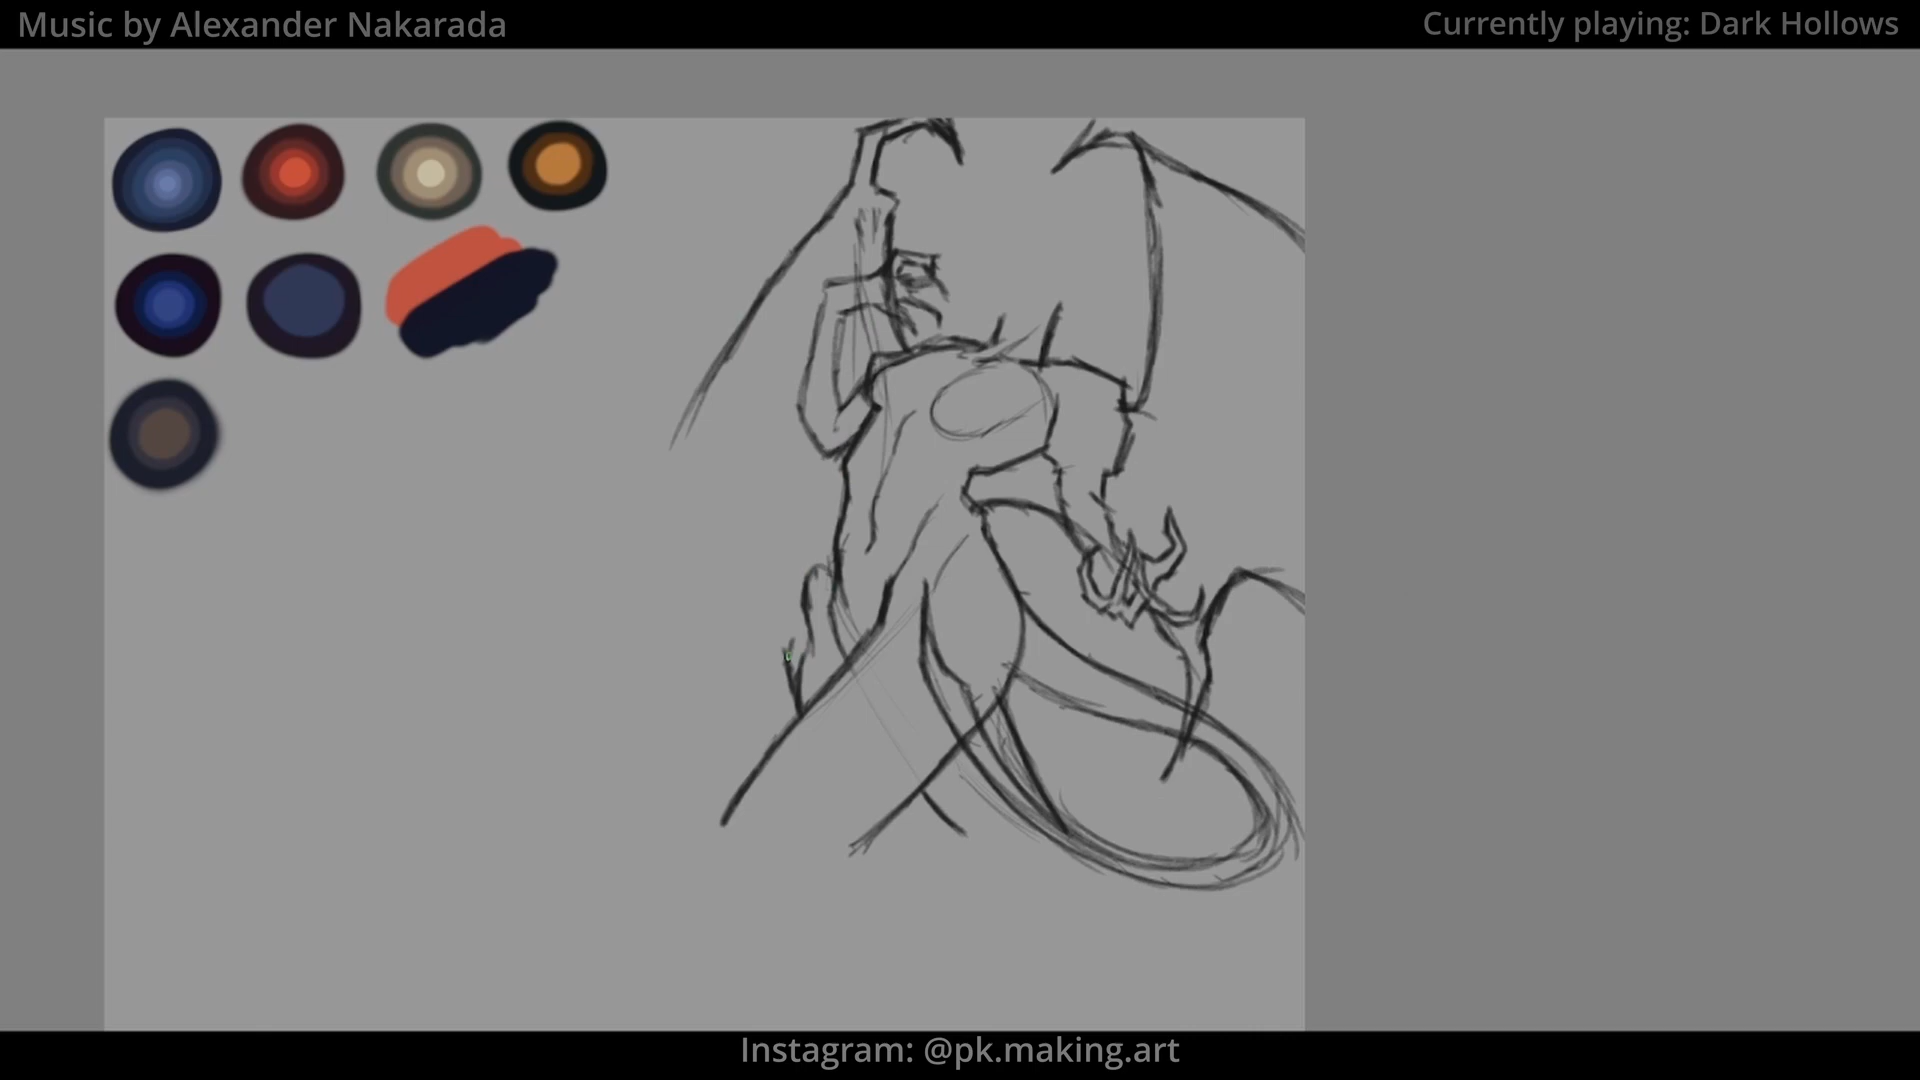 Music by Alexander Nakarada
Currently playing: Dark Hollows
Instagram: @pk.making.art